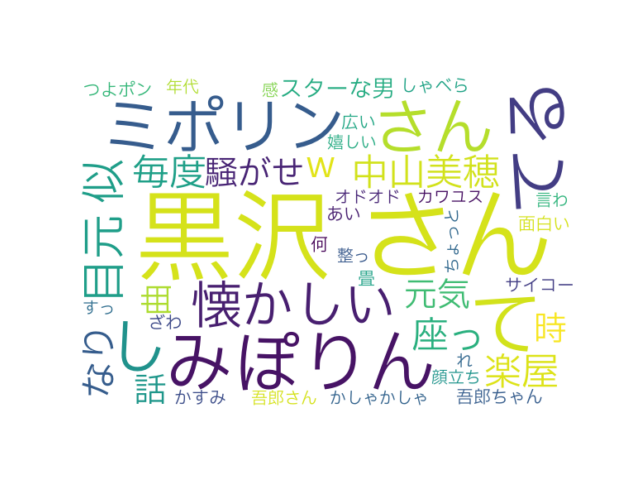 つよポン 年代 感 スターな男 しゃべら
ミポリン さん てる
広い
嬉しい
毎度 騒がせ w 中山美穂
目元 似
黒沢 さん
オドオド カワユス 言わ
あい 面白い
何 ちょっと
整っ
畳
サイコー
曲 懐かしい 元気
すっ ざわ
なり し みぽりん 座っ て 時
れ
話 顔立ち 楽屋
かすみ 吾郎さん かしゃかしゃ 吾郎ちゃん